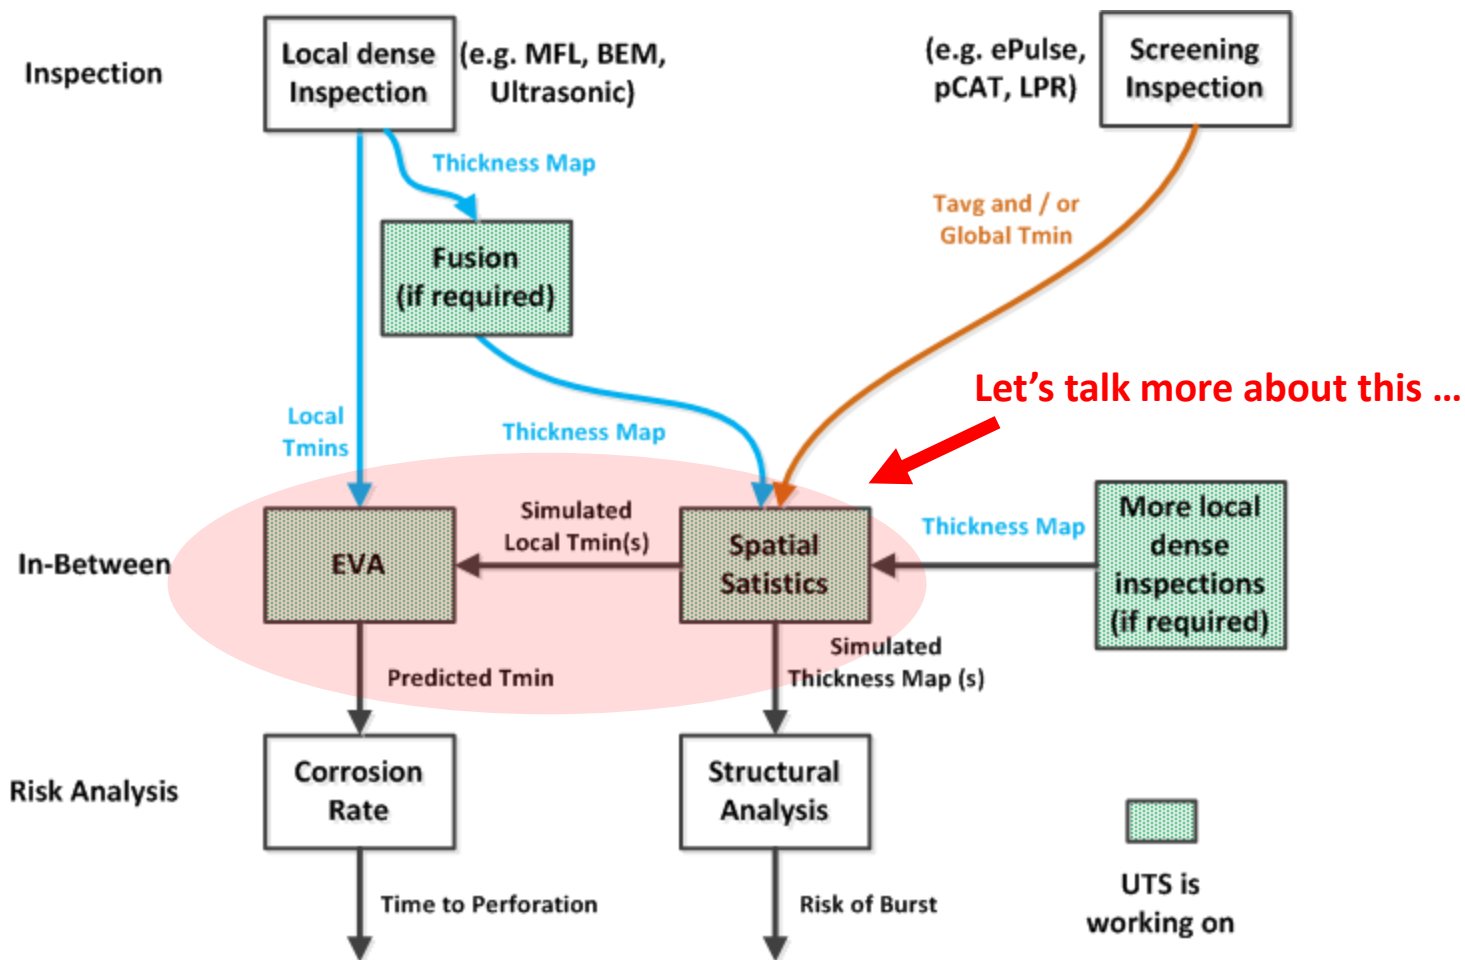 Inspection
Local dense
Inspection
(e.g. MFL, BEM,
Ultrasonic)
(e.g. ePulse,
pCAT, LPR)
Screening
Inspection
Thickness Map
Tavg and / or
Global Tmin
Fusion
(if required)
Let’s talk more about this ...
Local
Tmins
Thickness Map
In-Between
EVA
Simulated
Local Tmin(s)
Spatial
Satistics
Thickness Map
More local
dense
inspections
(if required)
Predicted Tmin
Simulated
Thickness Map (s)
Risk Analysis
Corrosion
Rate
Structural
Analysis
Time to Perforation
Risk of Burst
UTS is
working on